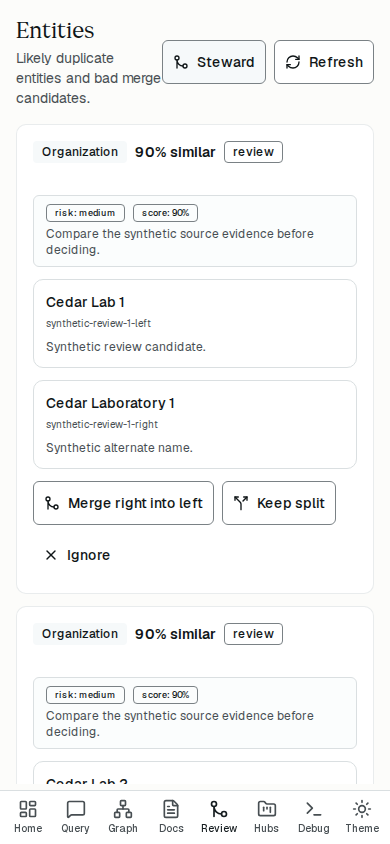 Entities
Likely duplicate
entities and bad merge
candidates.
Steward
Refresh
Organization 90% similar review
risk: medium score: 90%
Compare the synthetic source evidence before
deciding.
Cedar Lab 1
synthetic-review-1-left
Synthetic review candidate.
Cedar Laboratory 1
synthetic-review-1-right
Synthetic alternate name.
Merge right into left Keep split
Ignore
Organization 90% similar review
risk: medium score: 90%
Compare the synthetic source evidence before
deciding.
Cedar Lab 2
Home Query Graph Docs Review Hubs Debug Theme